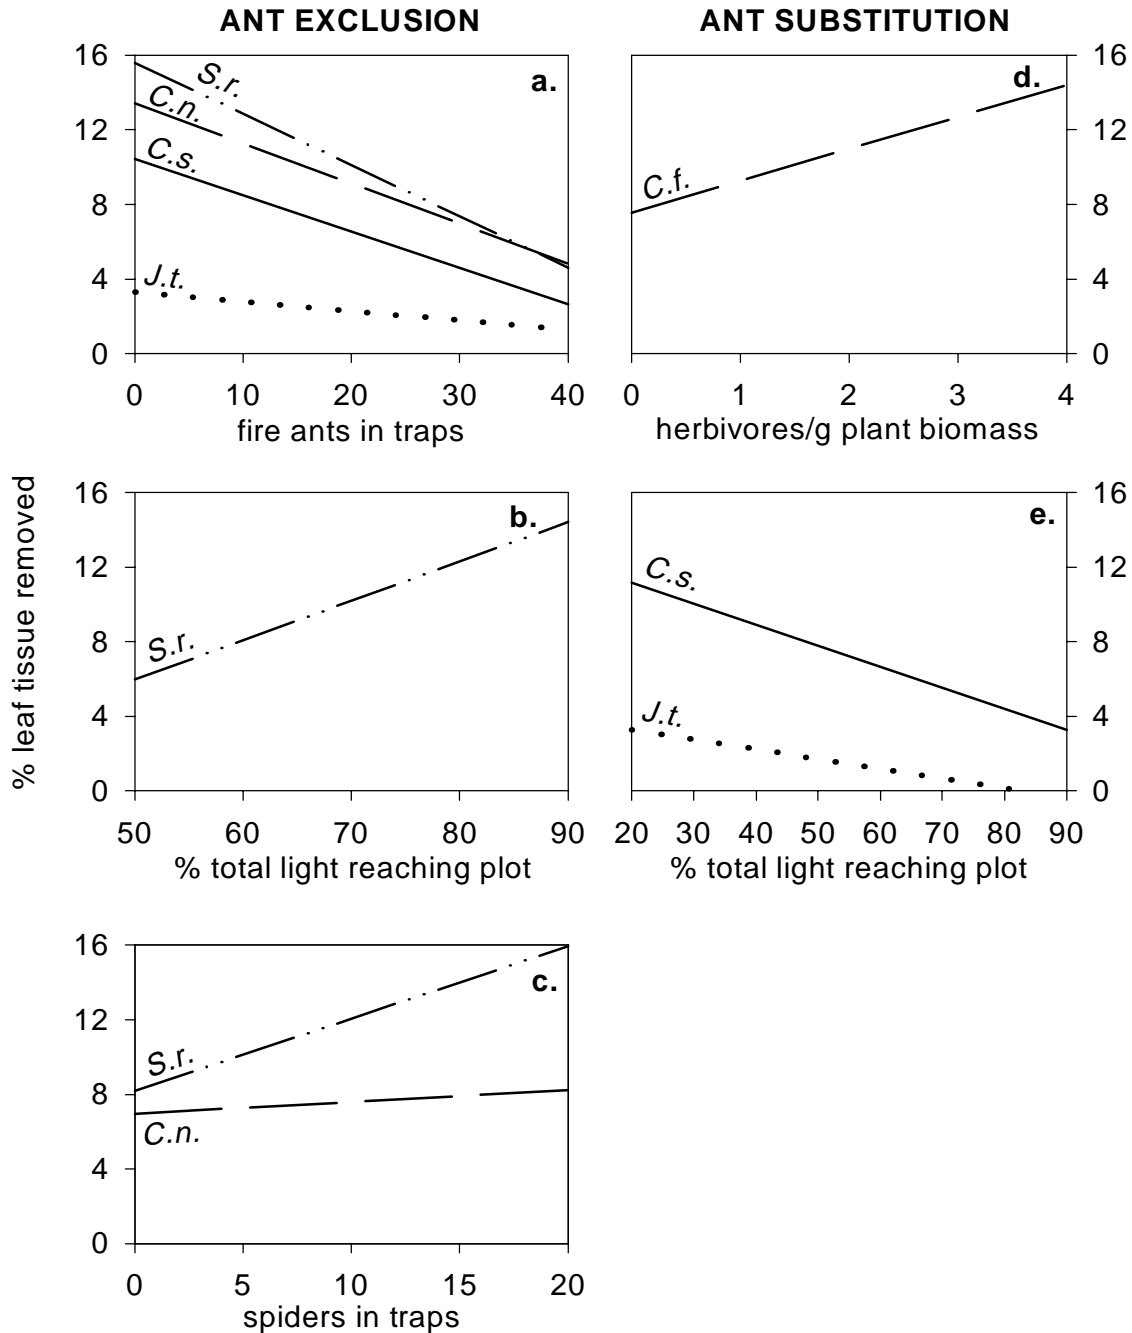 ANT EXCLUSION
ANT SUBSTITUTION
% leaf tissue removed
a.
16
12
8
4
0
S.r.
C.n.
C.s.
J.t.
0 10 20 30 40
fire ants in traps
d.
16
12
8
4
0
C.f.
0 1 2 3 4
herbivores/g plant biomass
b.
16
12
8
4
0
S.r.
50 60 70 80 90
% total light reaching plot
e.
16
12
8
4
0
C.s.
J.t.
20 30 40 50 60 70 80 90
% total light reaching plot
c.
16
12
8
4
0
S.r.
C.n.
0 5 10 15 20
spiders in traps